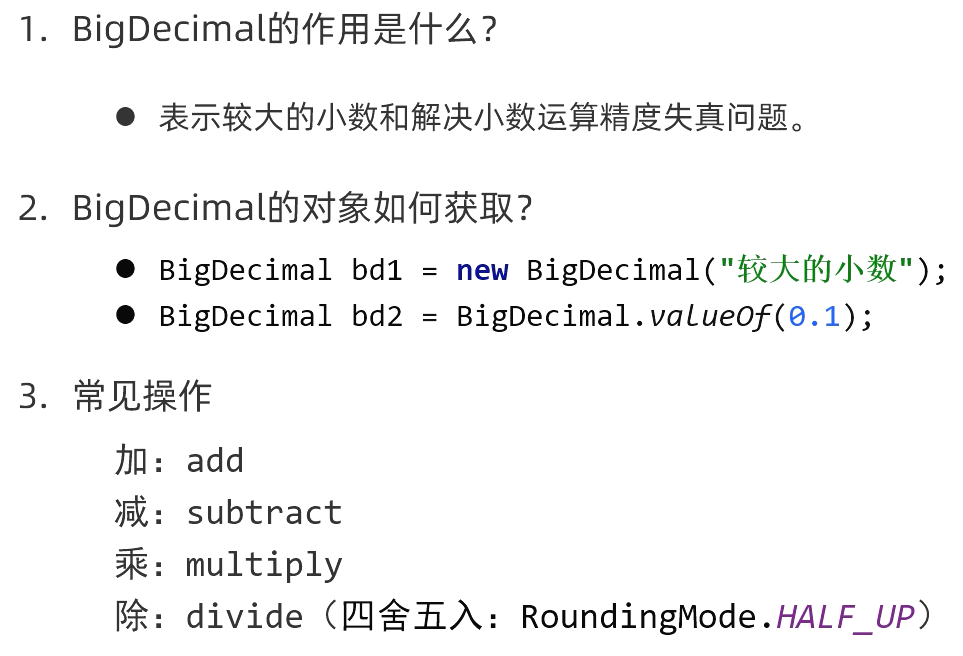 1. BigDecimal的作用是什么？
● 表示较大的小数和解决小数运算精度失真问题。
2. BigDecimal的对象如何获取？
● BigDecimal bd1 = new BigDecimal("较大的小数");
● BigDecimal bd2 = BigDecimal.valueOf(0.1);
3. 常见操作
加：add
减：subtract
乘：multiply
除：divide（四舍五入：RoundingMode.HALF_UP）